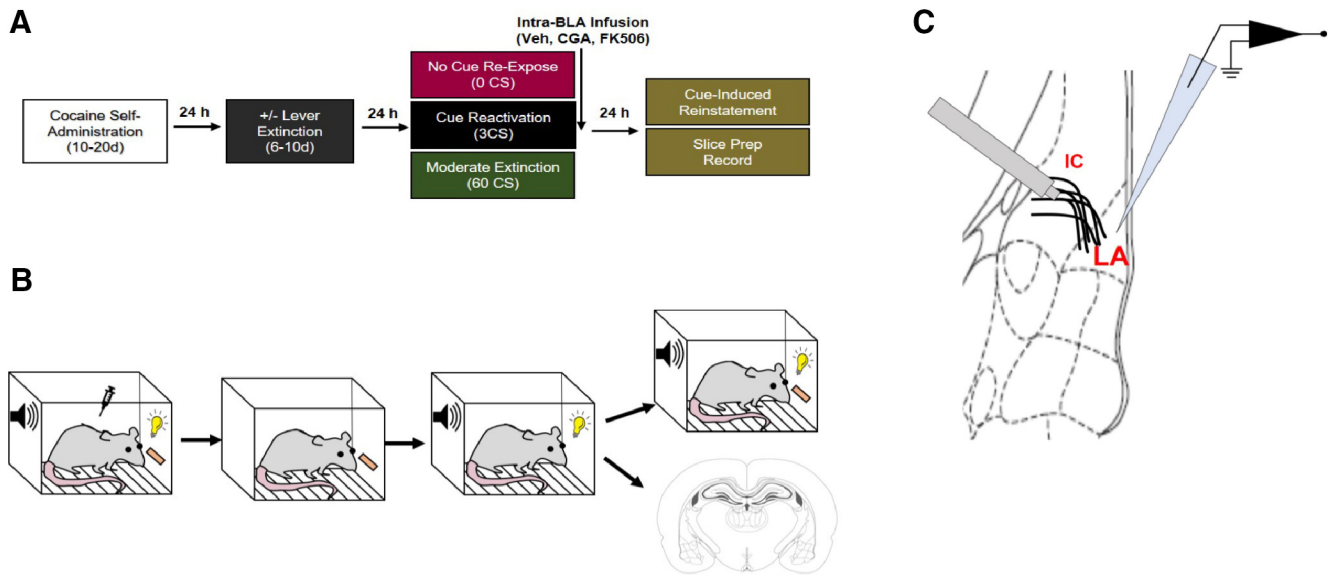 A
Intra-BLA Infusion
(Veh, CGA, FK506)
Cocaine Self-
Administration
(10-20d)
24 h
+/- Lever
Extinction
(6-10d)
24 h
No Cue Re-Expose
(0 CS)
Cue Reactivation
(3CS)
Moderate Extinction
(60 CS)
24 h
Cue-Induced
Reinstatement
Slice Prep
Record
B
C
IC
LA